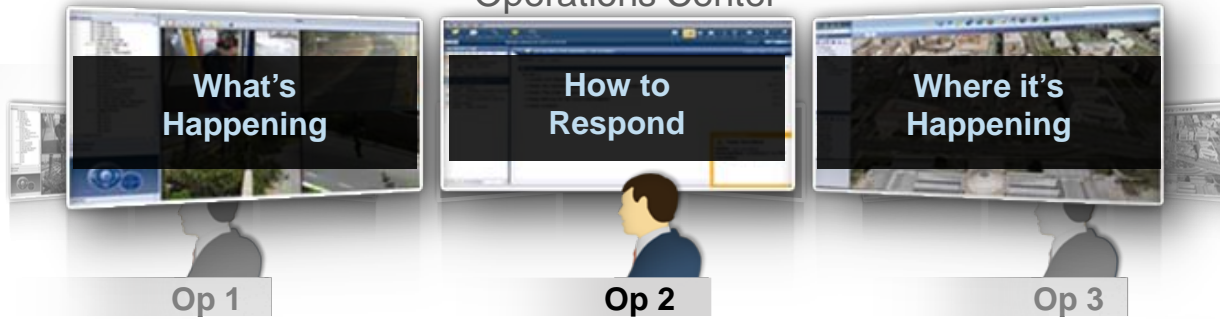 Operations Center
What's
Happening
How to
Respond
Where it's
Happening
Op 1
Op 2
Op 3